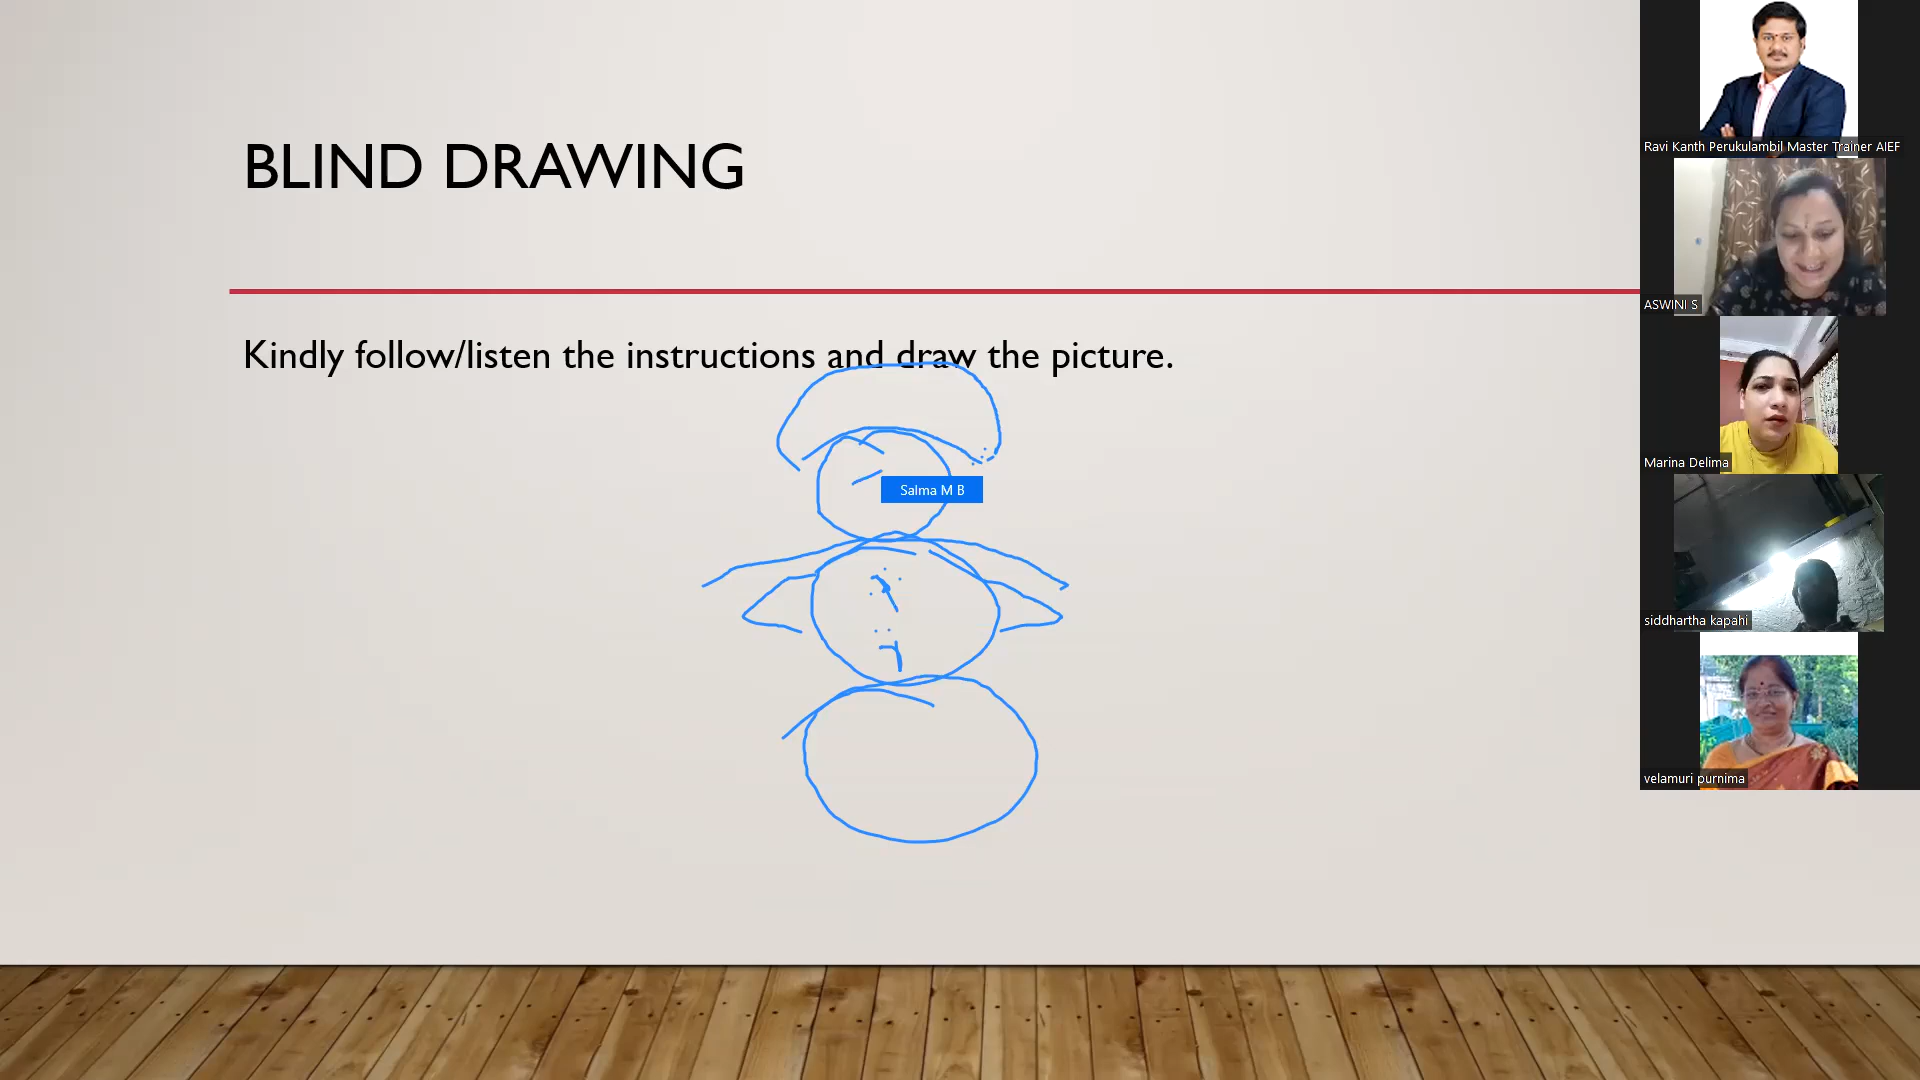 BLIND DRAWING
Kindly follow/listen the instructions and draw the picture.
Salma M B
Ravi Kanth Perukulambil Master Trainer AIEF
ASWINI S
Marina Delima
siddhartha kapahi
velamuri purnima